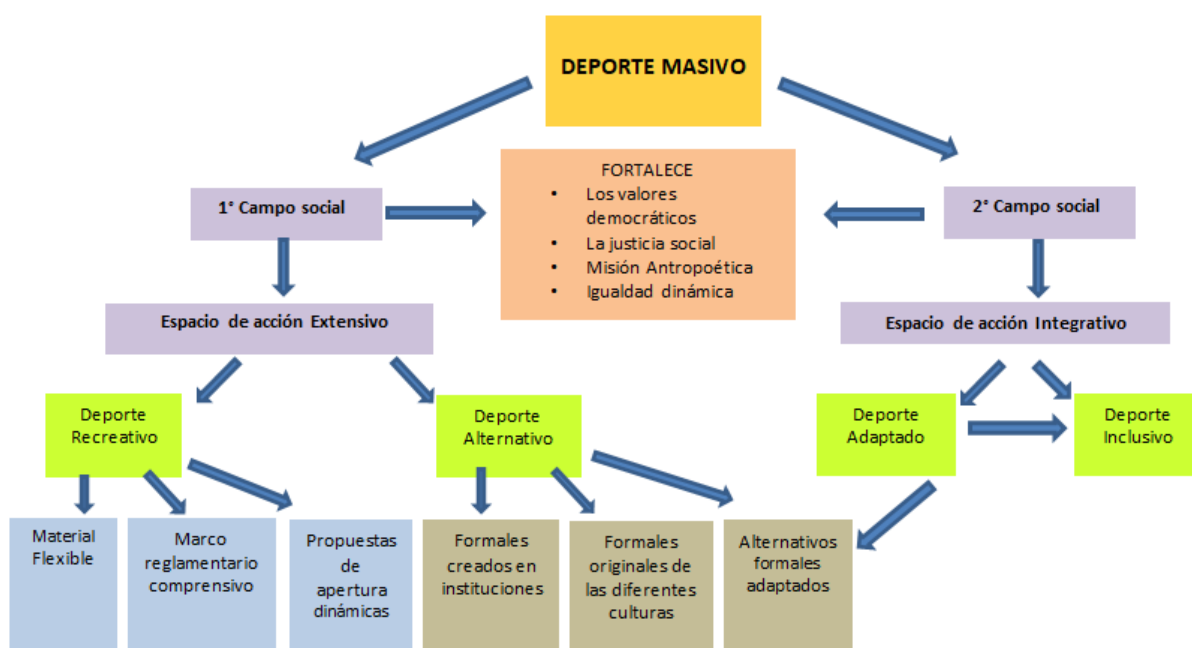 DEPORTE MASIVO
FORTALECE
• Los valores
democráticos
• La justicia social
• Misión Antropoética
• Igualdad dinámica
1° Campo social
2° Campo social
Espacio de acción Extensivo
Espacio de acción Integrativo
Deporte
Recreativo
Deporte
Alternativo
Deporte
Adaptado
Deporte
Inclusivo
Material
Flexible
Marco
reglamentario
comprensivo
Propuestas
de
apertura
dinámicas
Formales
creados en
instituciones
Formales
originales de
las diferentes
culturas
Alternativos
formales
adaptados